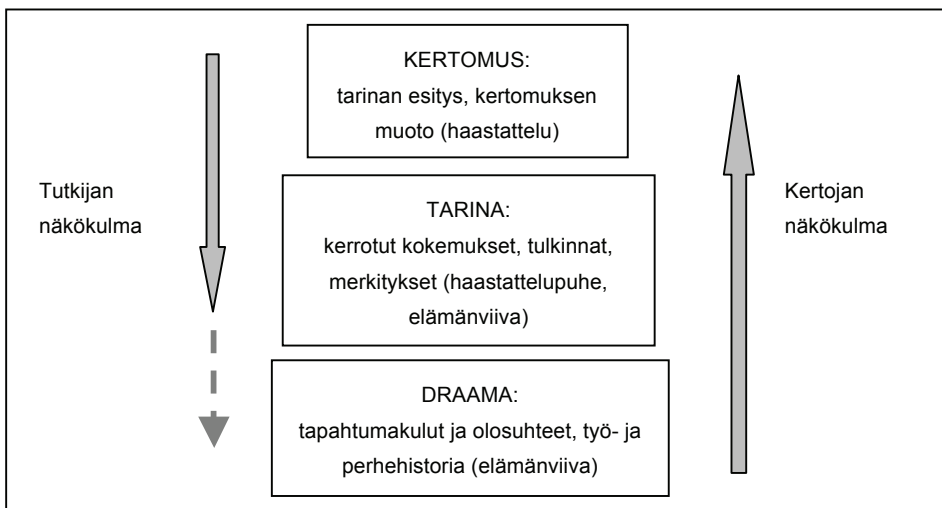 KERTOMUS:
tarinan esitys, kertomuksen
muoto (haastattelu)
Tutkijan
näkökulma
TARINA:
kerrotut kokemukset, tulkinnat,
merkitykset (haastattelupuhe,
elämänviiva)
Kertojan
näkökulma
DRAAMA:
tapahtumakulut ja olosuhteet, työ- ja
perhehistoria (elämänviiva)